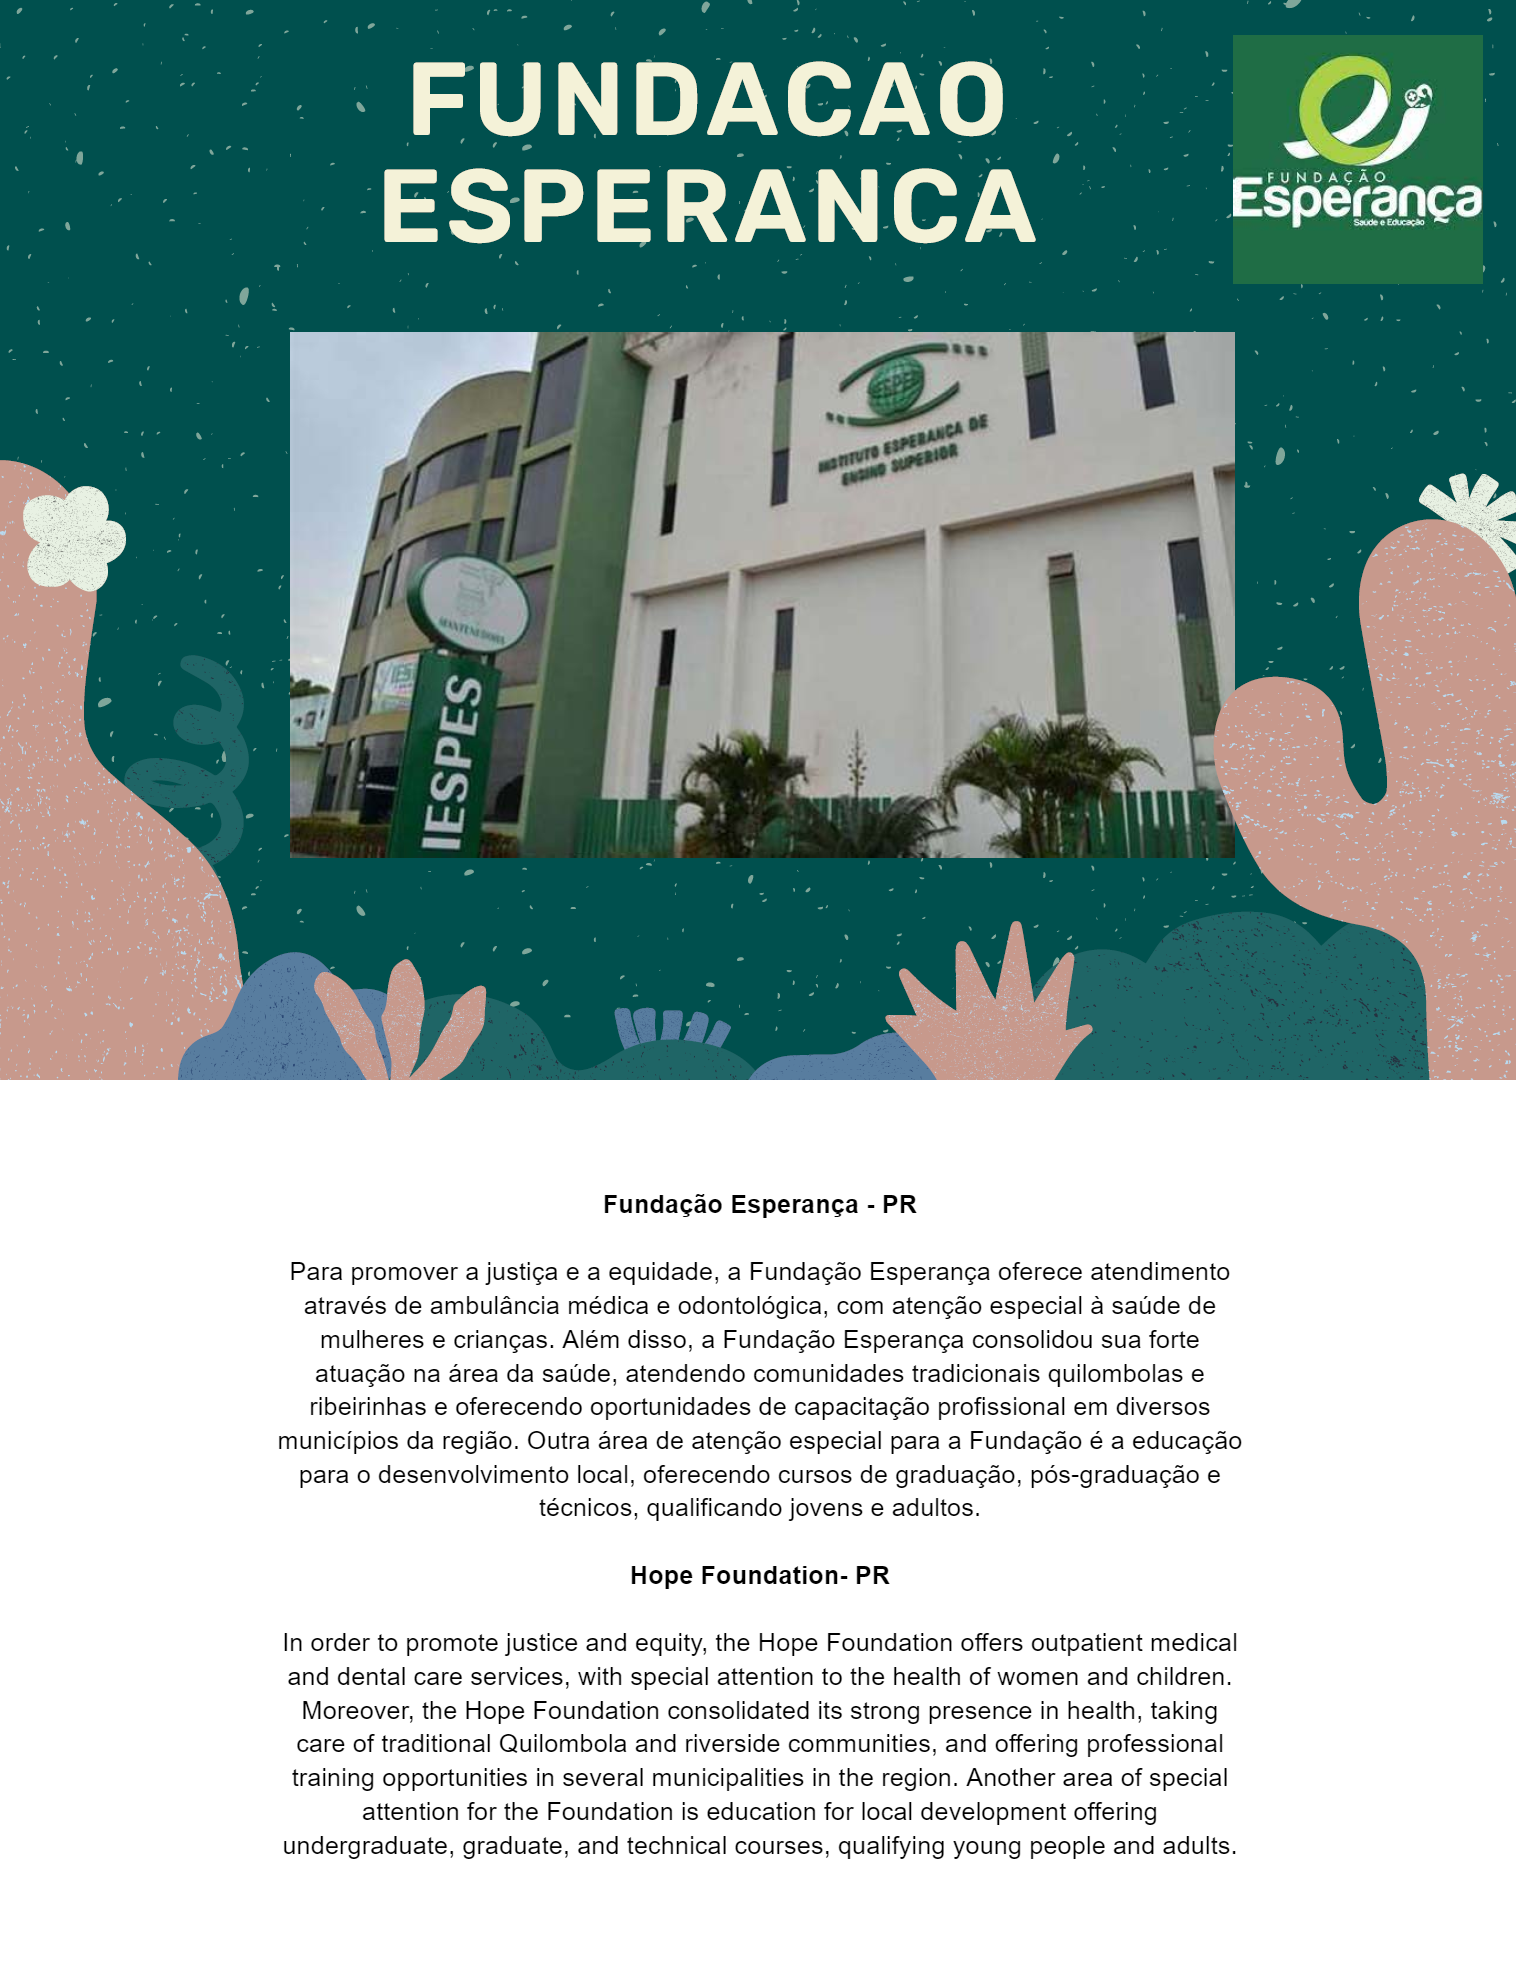 FUNDACAO
ESPERANCA
FUNDAÇÃO
Esperança
Saúde e Educação
IESPES
INSTITUTO ESPERANÇA DE
ENSINO SUPERIOR
MANTENEDORA
IES
IESPES
Fundação Esperança - PR
Para promover a justiça e a equidade, a Fundação Esperança oferece atendimento
através de ambulância médica e odontológica, com atenção especial à saúde de
mulheres e crianças. Além disso, a Fundação Esperança consolidou sua forte
atuação na área da saúde, atendendo comunidades tradicionais quilombolas e
ribeirinhas e oferecendo oportunidades de capacitação profissional em diversos
municípios da região. Outra área de atenção especial para a Fundação é a educação
para o desenvolvimento local, oferecendo cursos de graduação, pós-graduação e
técnicos, qualificando jovens e adultos.
Hope Foundation- PR
In order to promote justice and equity, the Hope Foundation offers outpatient medical
and dental care services, with special attention to the health of women and children.
Moreover, the Hope Foundation consolidated its strong presence in health, taking
care of traditional Quilombola and riverside communities, and offering professional
training opportunities in several municipalities in the region. Another area of special
attention for the Foundation is education for local development offering
undergraduate, graduate, and technical courses, qualifying young people and adults.